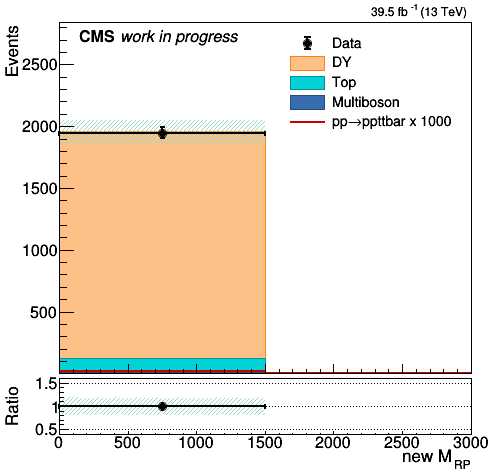 39.5 fb⁻¹ (13 TeV)
CMS work in progress
Events
2500
2000
1500
1000
500
Data
DY
Top
Multiboson
pp→ppttbar x 1000
Ratio
1.5
1
0.5
0 500 1000 1500 2000 2500 3000
new M_RP